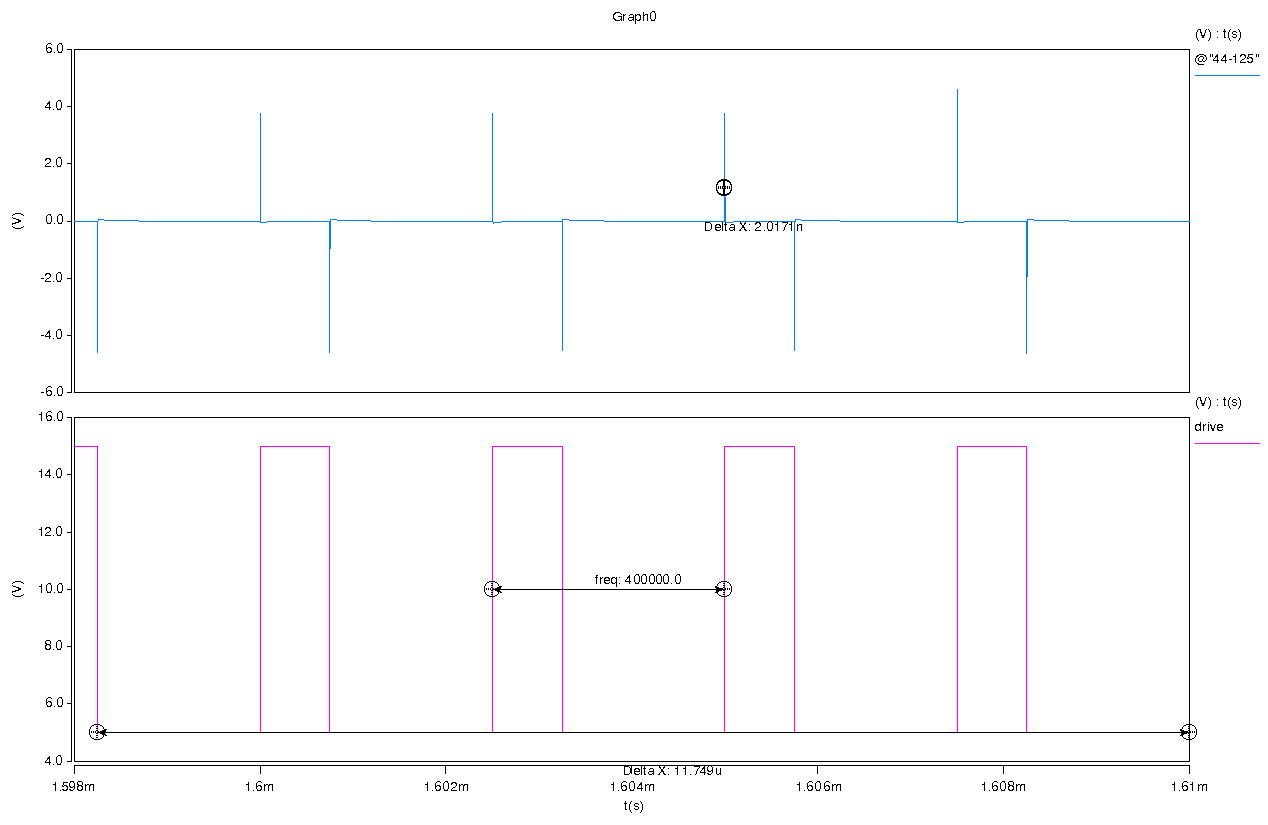 Graph0
(V) : t(s)
@"44-125"
6.0
4.0
2.0
0.0
-2.0
-4.0
-6.0
(V)
Delta X: 2.0171n
(V) : t(s)
drive
16.0
14.0
12.0
10.0
8.0
6.0
4.0
(V)
freq: 400000.0
Delta X: 11.749u
1.598m 1.6m 1.602m 1.604m 1.606m 1.608m 1.61m
t(s)